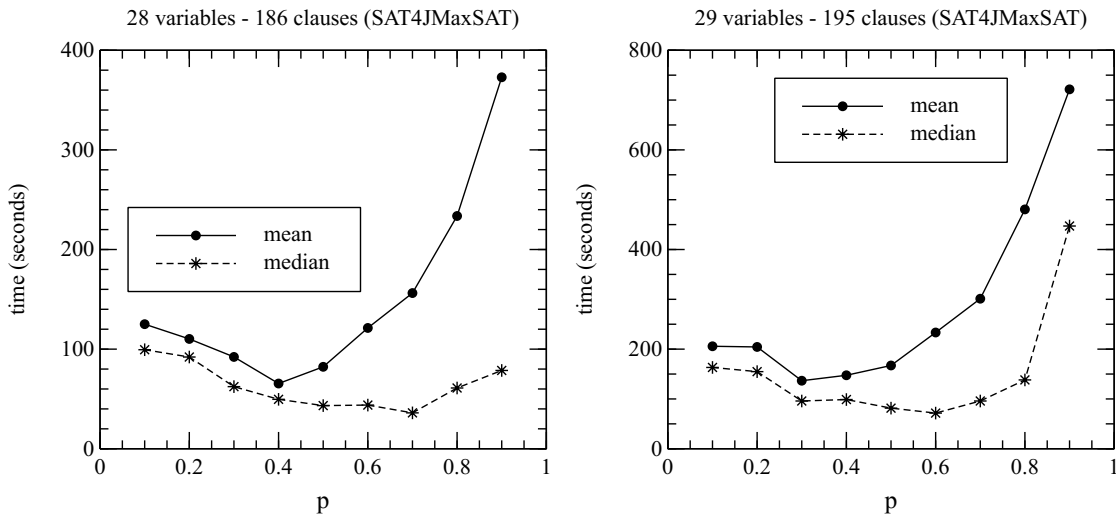 28 variables - 186 clauses (SAT4JMaxSAT)
400
300
200
100
0
time (seconds)
mean
median
0
0.2
0.4
0.6
0.8
1
p
29 variables - 195 clauses (SAT4JMaxSAT)
800
600
400
200
0
time (seconds)
mean
median
0
0.2
0.4
0.6
0.8
1
p